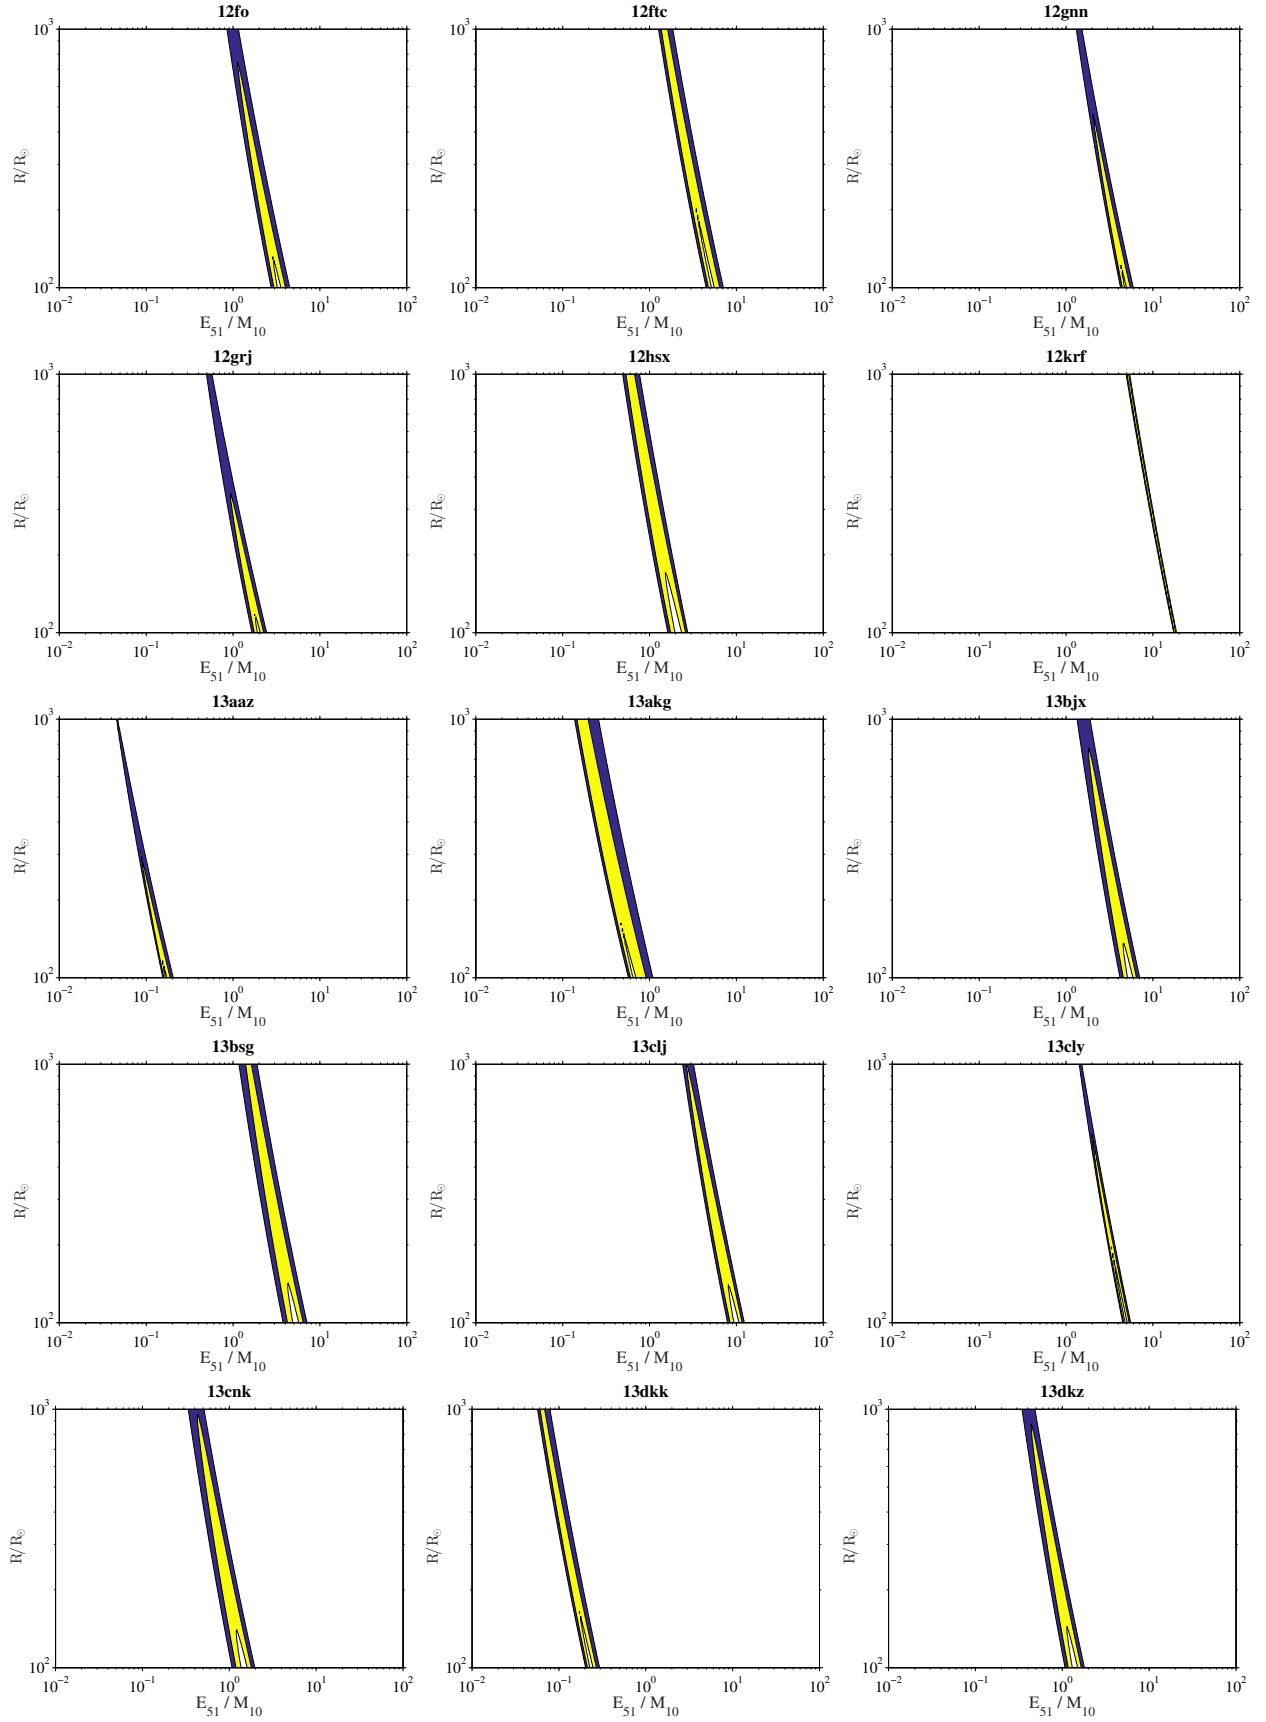 12fo 12ftc 12gnn
10³ 10³ 10³
R/R☉ R/R☉ R/R☉
10² 10² 10²
10⁻² 10⁻¹ 10⁰ 10¹ 10² 10⁻² 10⁻¹ 10⁰ 10¹ 10² 10⁻² 10⁻¹ 10⁰ 10¹ 10²
E₅₁ / M₁₀ E₅₁ / M₁₀ E₅₁ / M₁₀
12grj 12hsx 12krf
10³ 10³ 10³
R/R☉ R/R☉ R/R☉
10² 10² 10²
10⁻² 10⁻¹ 10⁰ 10¹ 10² 10⁻² 10⁻¹ 10⁰ 10¹ 10² 10⁻² 10⁻¹ 10⁰ 10¹ 10²
E₅₁ / M₁₀ E₅₁ / M₁₀ E₅₁ / M₁₀
13aaz 13akg 13bjx
10³ 10³ 10³
R/R☉ R/R☉ R/R☉
10² 10² 10²
10⁻² 10⁻¹ 10⁰ 10¹ 10² 10⁻² 10⁻¹ 10⁰ 10¹ 10² 10⁻² 10⁻¹ 10⁰ 10¹ 10²
E₅₁ / M₁₀ E₅₁ / M₁₀ E₅₁ / M₁₀
13bsg 13clj 13cly
10³ 10³ 10³
R/R☉ R/R☉ R/R☉
10² 10² 10²
10⁻² 10⁻¹ 10⁰ 10¹ 10² 10⁻² 10⁻¹ 10⁰ 10¹ 10² 10⁻² 10⁻¹ 10⁰ 10¹ 10²
E₅₁ / M₁₀ E₅₁ / M₁₀ E₅₁ / M₁₀
13cnk 13dkk 13dkz
10³ 10³ 10³
R/R☉ R/R☉ R/R☉
10² 10² 10²
10⁻² 10⁻¹ 10⁰ 10¹ 10² 10⁻² 10⁻¹ 10⁰ 10¹ 10² 10⁻² 10⁻¹ 10⁰ 10¹ 10²
E₅₁ / M₁₀ E₅₁ / M₁₀ E₅₁ / M₁₀